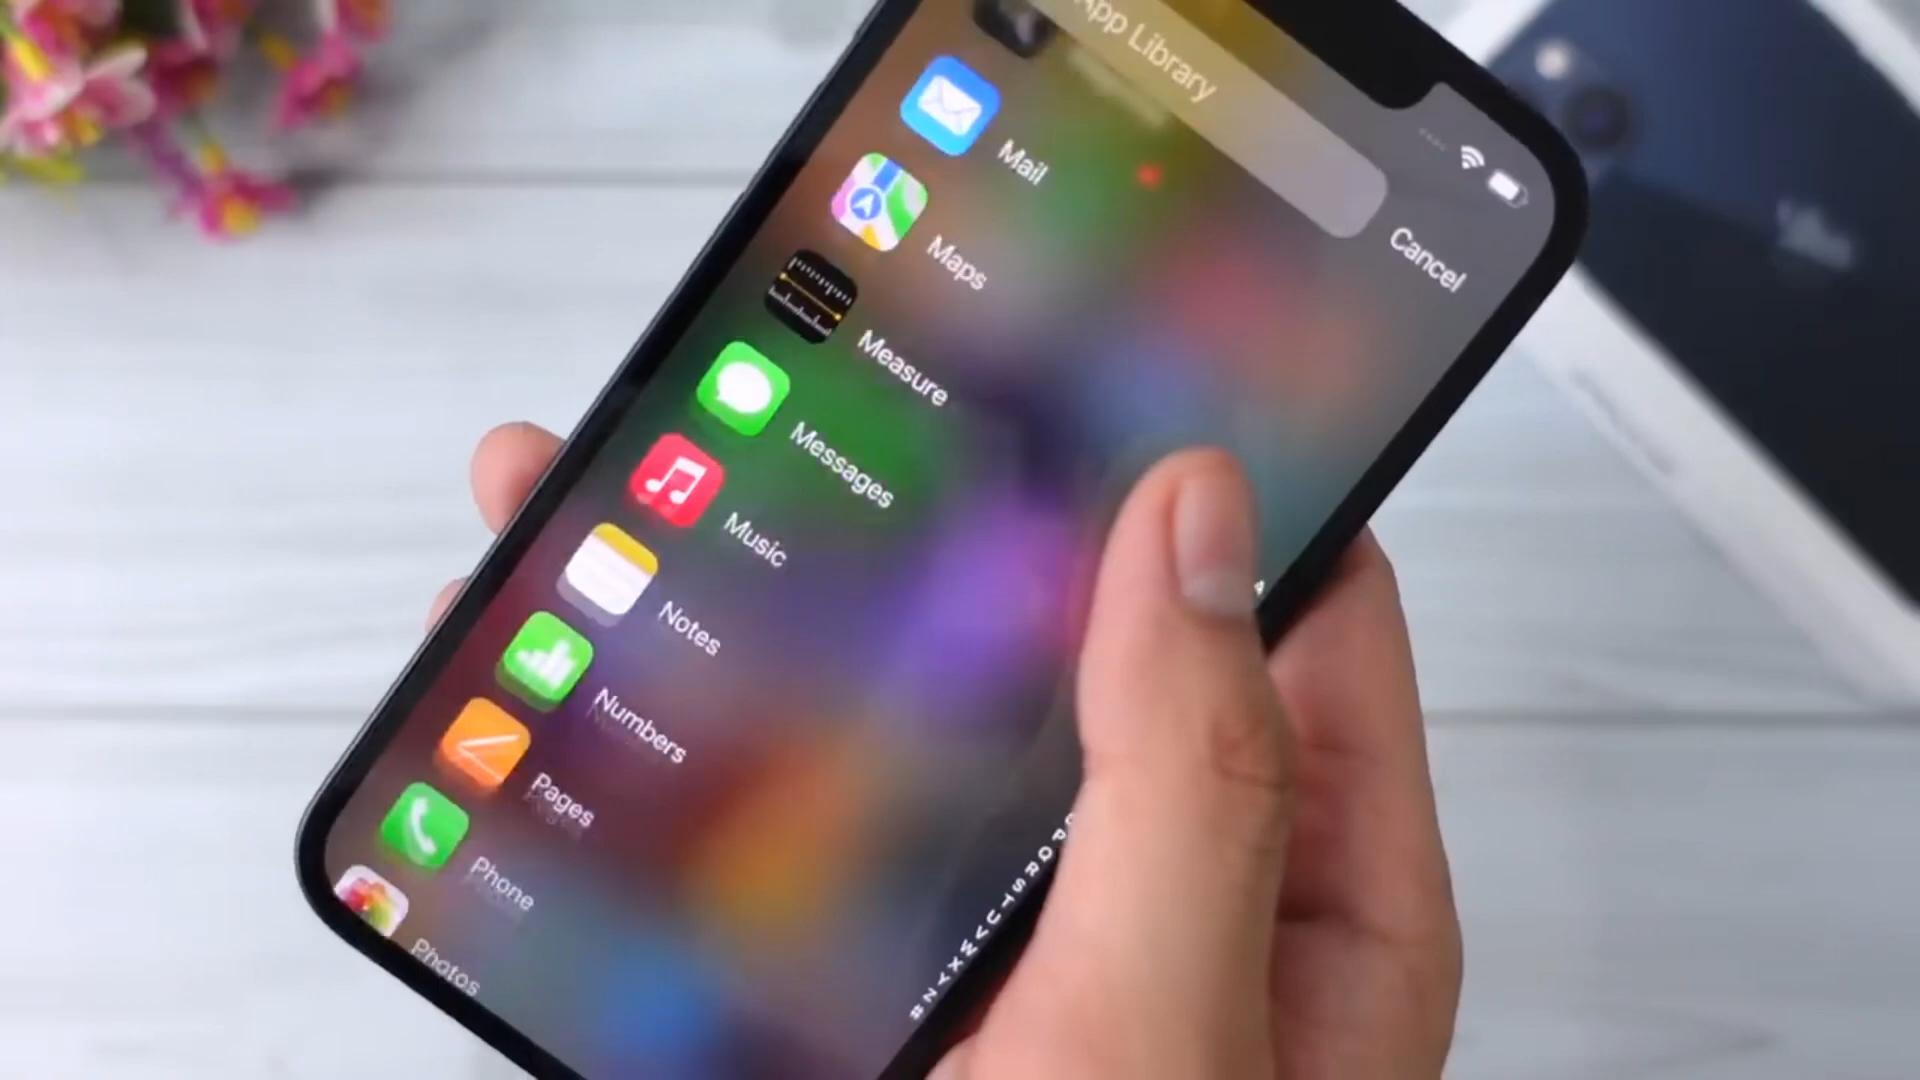 App Library
Cancel
Mail
Maps
Measure
Messages
Music
Notes
Numbers
Pages
Phone
Photos
A
P
Q
R
S
T
U
V
W
X
Y
Z
#